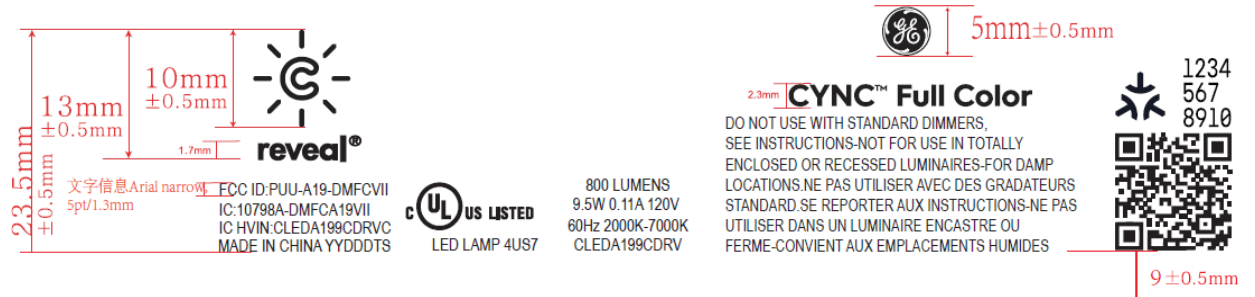 23.5mm
±0.5mm
13mm
±0.5mm
10mm
±0.5mm
1.7mm
C
reveal®
文字信息Arial narrow,
5pt/1.3mm
FCC ID:PUU-A19-DMFCVII
IC:10798A-DMFCA19VII
IC HVIN:CLEDA199CDRVC
MADE IN CHINA YYDDDTS
C UL US LISTED
LED LAMP 4US7
800 LUMENS
9.5W 0.11A 120V
60Hz 2000K-7000K
CLEDA199CDRV
GE
5mm±0.5mm
2.3mm
CYNC™ Full Color
DO NOT USE WITH STANDARD DIMMERS,
SEE INSTRUCTIONS-NOT FOR USE IN TOTALLY
ENCLOSED OR RECESSED LUMINAIRES-FOR DAMP
LOCATIONS.NE PAS UTILISER AVEC DES GRADATEURS
STANDARD.SE REPORTER AUX INSTRUCTIONS-NE PAS
UTILISER DANS UN LUMINAIRE ENCASTRE OU
FERME-CONVIENT AUX EMPLACEMENTS HUMIDES
1234
567
8910
9±0.5mm